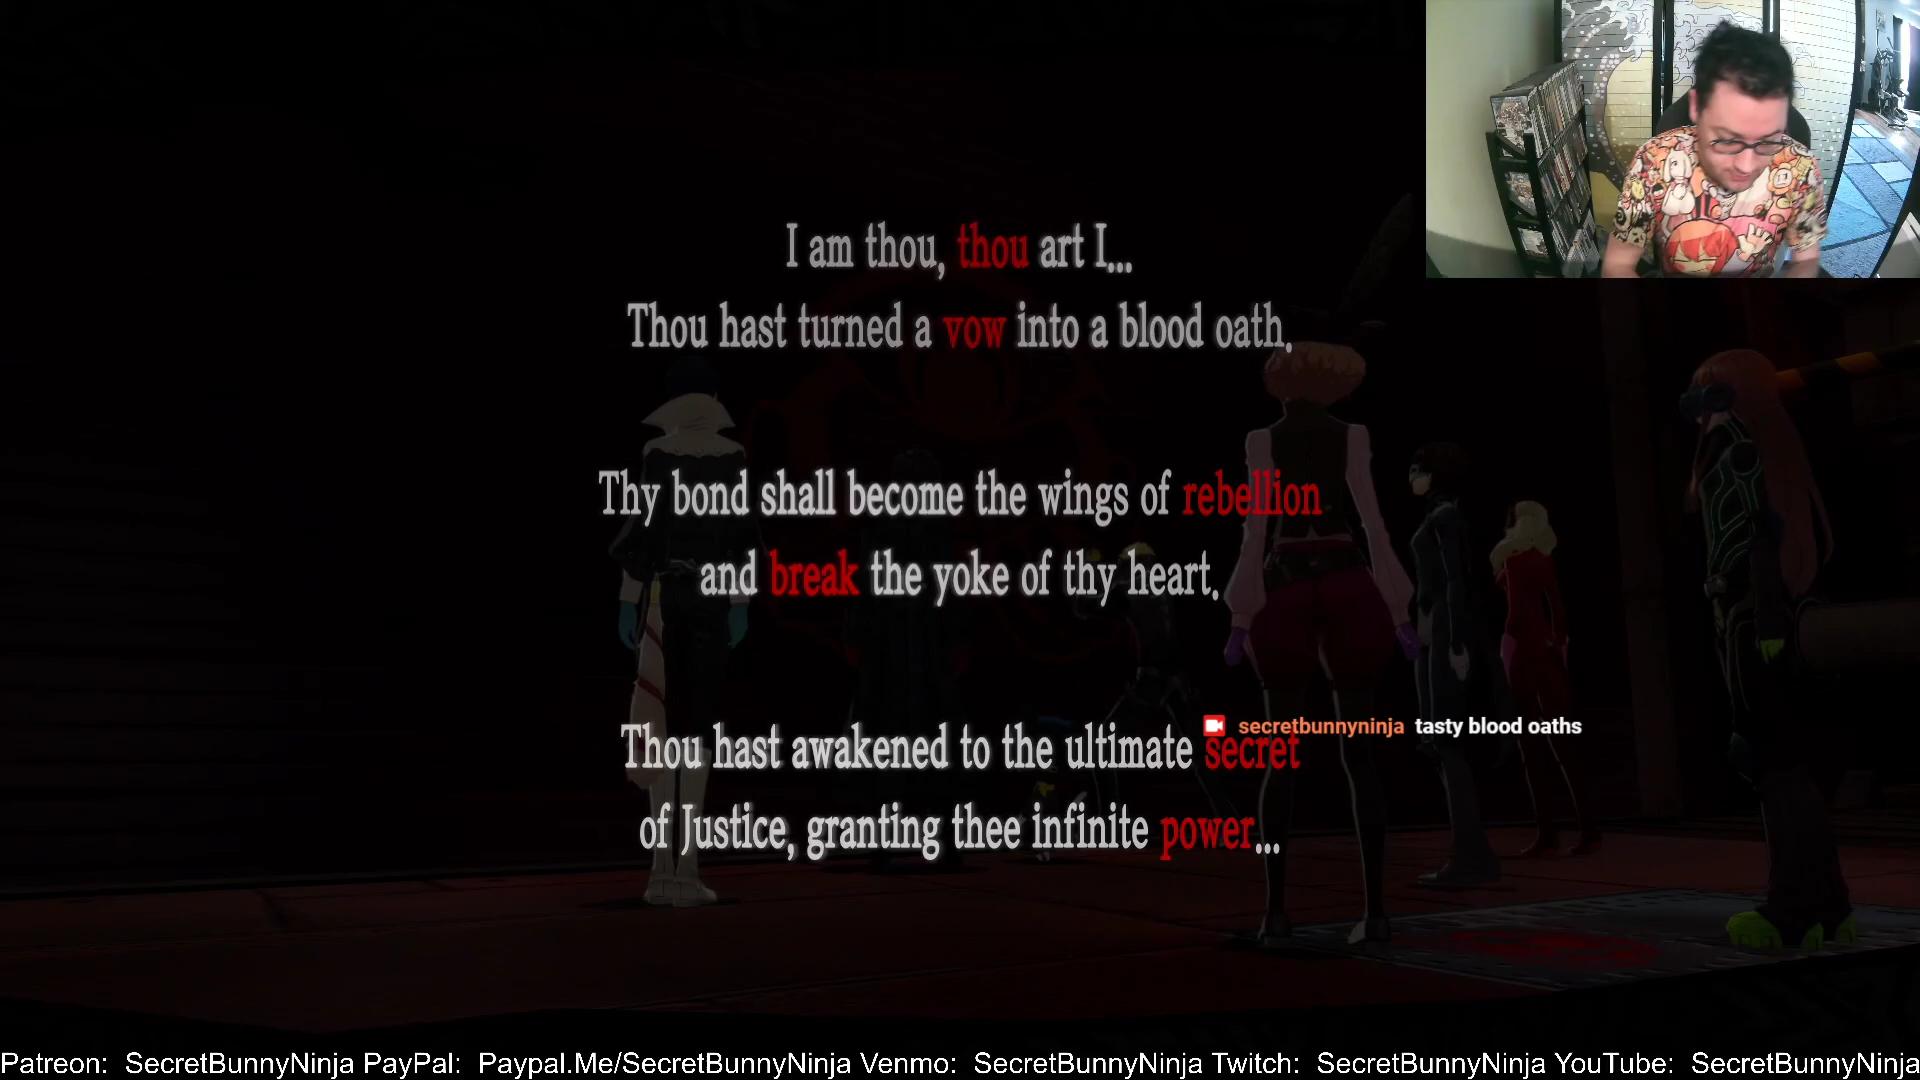 I am thou, thou art I...
Thou hast turned a vow into a blood oath.
Thy bond shall become the wings of rebellion
and break the yoke of thy heart.
secretbunnyninja tasty blood oaths
Thou hast awakened to the ultimate secret
of Justice, granting thee infinite power...
Patreon: SecretBunnyNinja PayPal: Paypal.Me/SecretBunnyNinja Venmo: SecretBunnyNinja Twitch: SecretBunnyNinja YouTube: SecretBunnyNinja